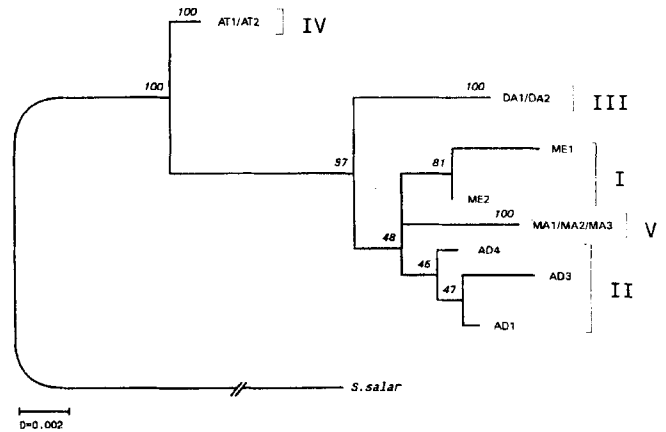 100
AT1/AT2
IV
100
100
DA1/DA2
III
97
81
ME1
ME2
I
100
MA1/MA2/MA3
V
48
46
AD4
47
AD3
AD1
II
S.salar
D=0.002